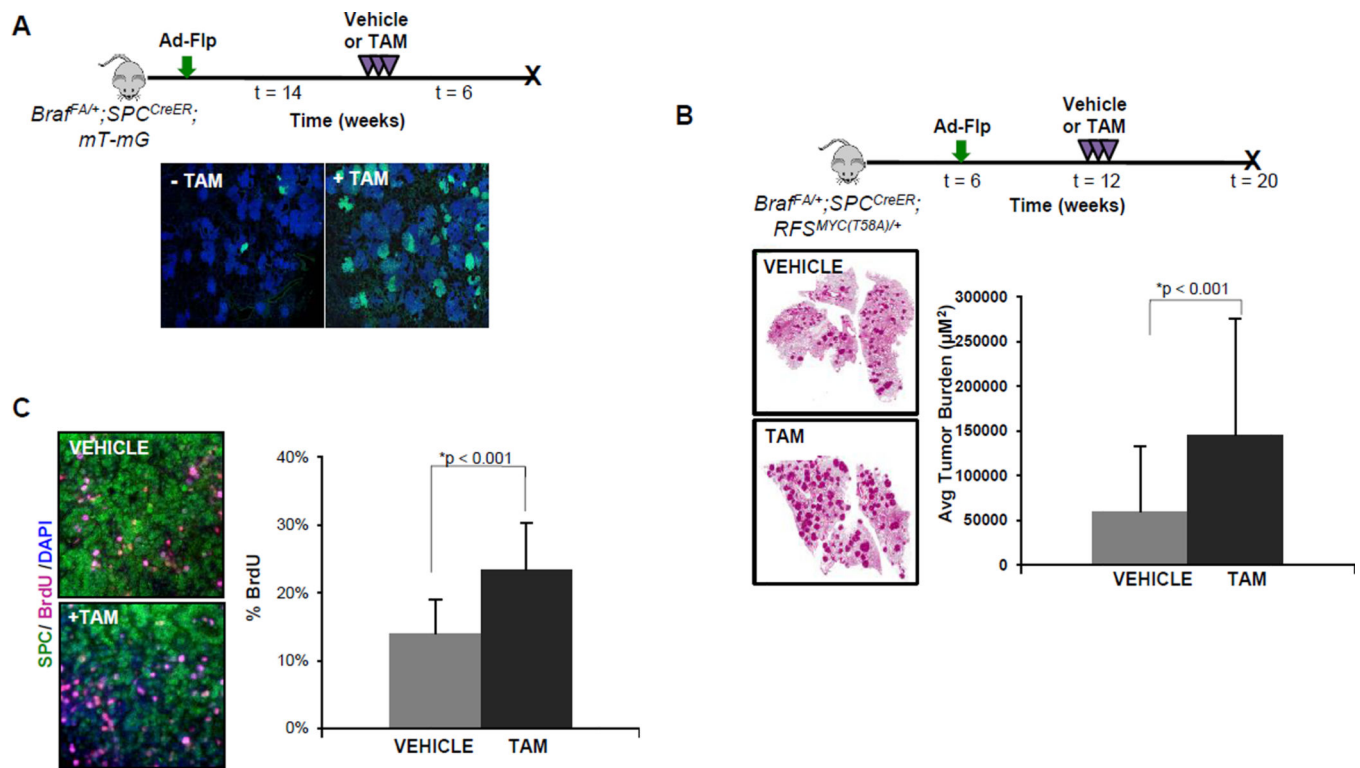 A
Ad-Flp
Vehicle
or TAM
t = 14
t = 6
X
Braf^FA/+;SPC^CreER;
mT-mG
Time (weeks)
- TAM
+ TAM
B
Ad-Flp
Vehicle
or TAM
X
t = 6
t = 12
t = 20
Braf^FA/+;SPC^CreER;
RFS^MYC(T58A)/+
Time (weeks)
VEHICLE
TAM
Avg Tumor Burden (µM²)
300000
250000
200000
150000
100000
50000
0
*p < 0.001
VEHICLE
TAM
C
SPC/ BrdU /DAPI
VEHICLE
+TAM
% BrdU
40%
30%
20%
10%
0%
*p < 0.001
VEHICLE
TAM